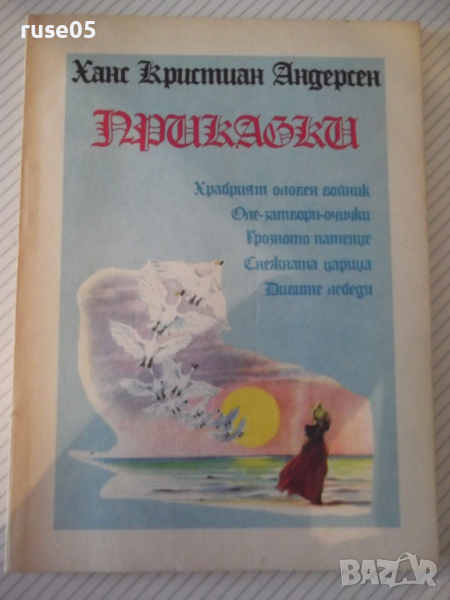 ruse05
Ханс Кристиан Андерсен
ПРИКАЗКИ
Храбрият оловен войник
Оле-затвори-очички
Грозното патенце
Снежната царица
Дивите лебеди
BAZAR